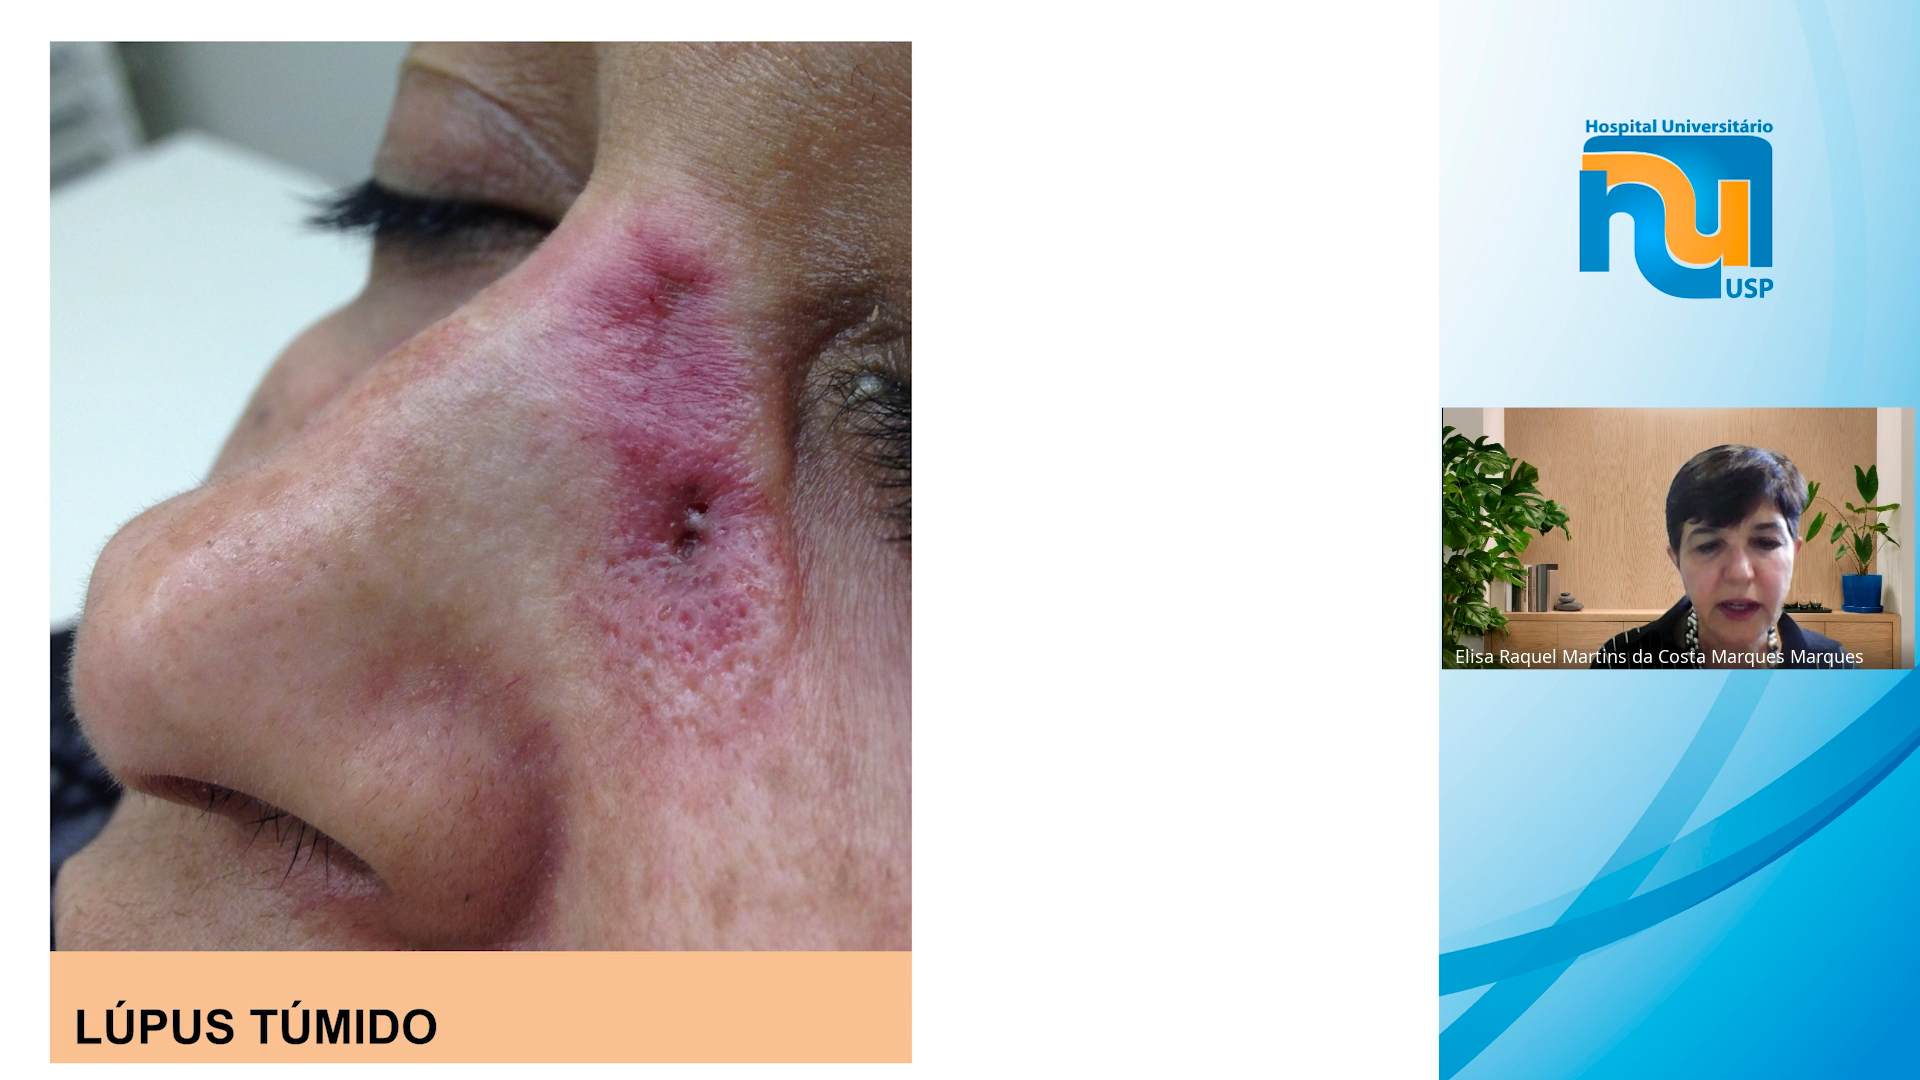 Hospital Universitário
USP
Elisa Raquel Martins da Costa Marques Marques
LÚPUS TÚMIDO